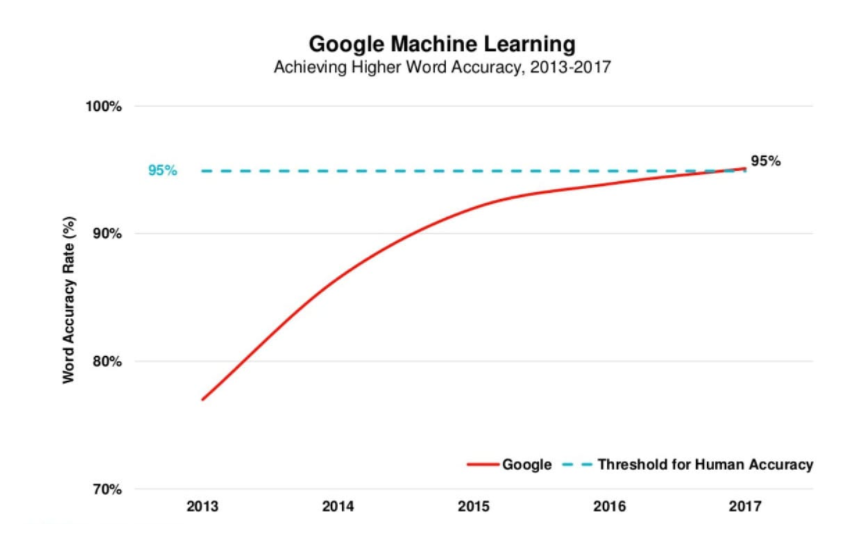 Google Machine Learning
Achieving Higher Word Accuracy, 2013-2017
100%
95%
95%
90%
Word Accuracy Rate (%)
80%
Google
Threshold for Human Accuracy
70%
2013 2014 2015 2016 2017